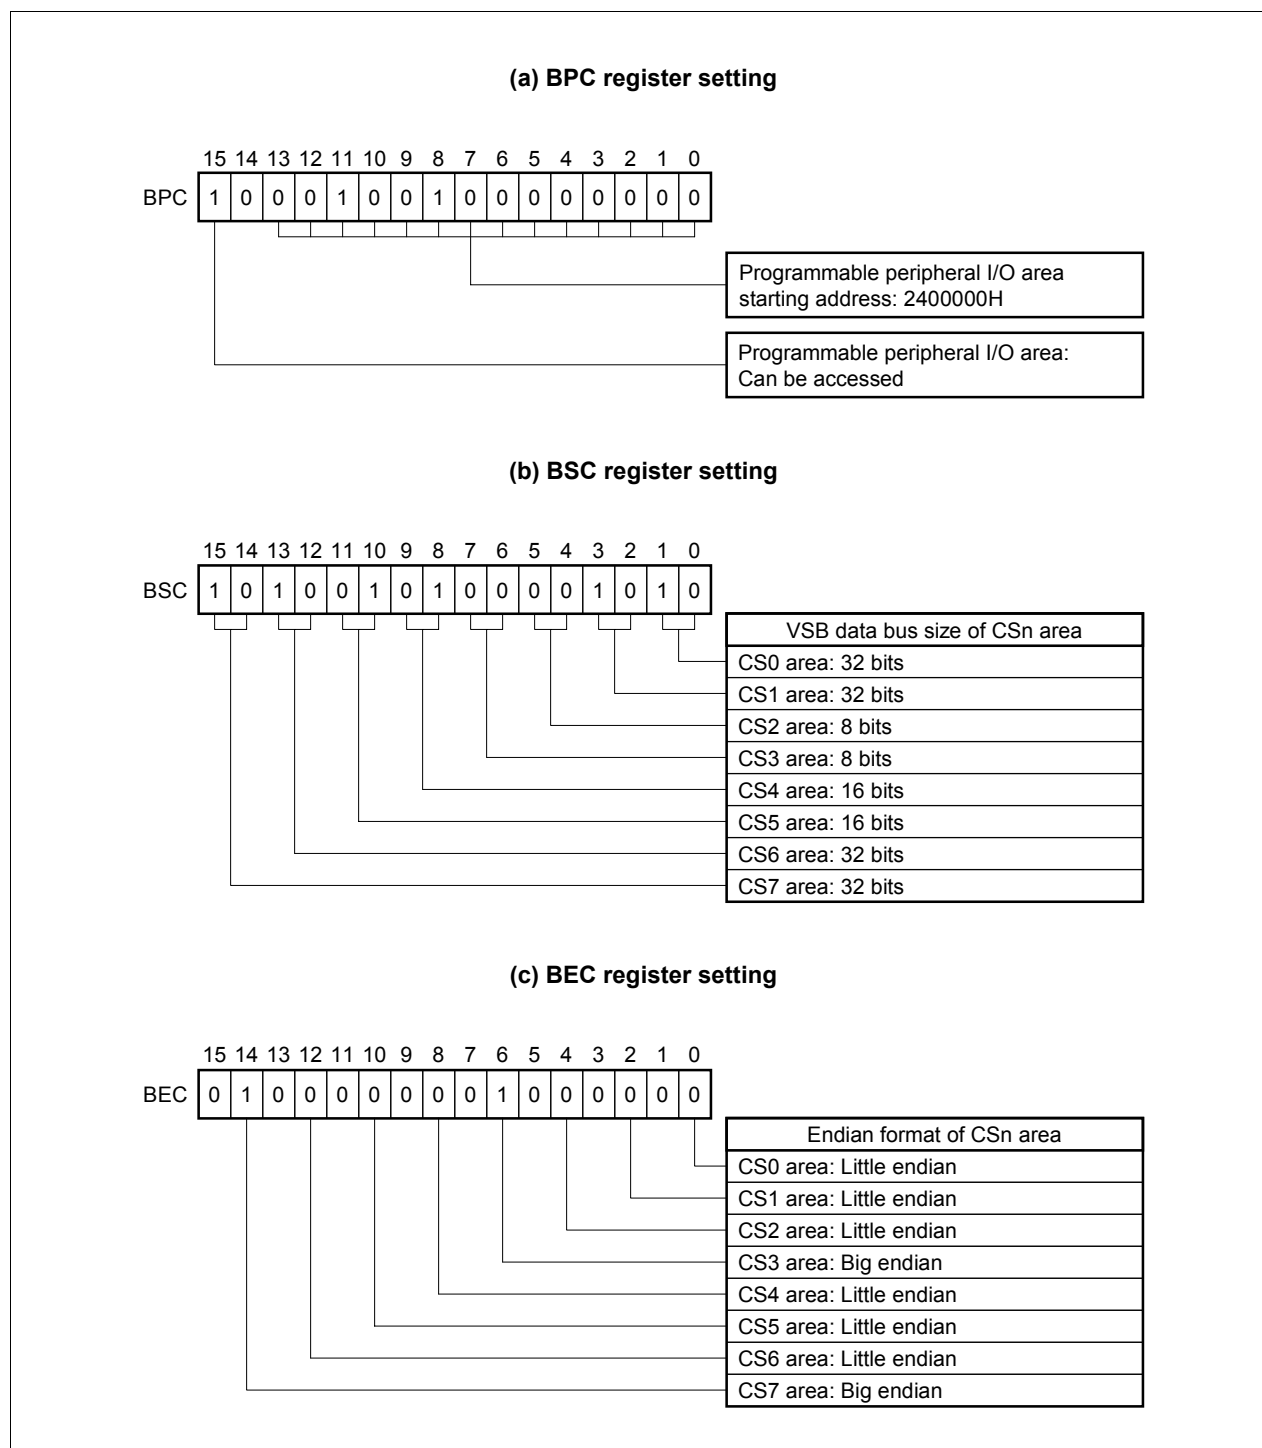 (a) BPC register setting
15 14 13 12 11 10 9 8 7 6 5 4 3 2 1 0
BPC 1 0 0 0 1 0 0 1 0 0 0 0 0 0 0 0
Programmable peripheral I/O area
starting address: 2400000H
Programmable peripheral I/O area:
Can be accessed
(b) BSC register setting
15 14 13 12 11 10 9 8 7 6 5 4 3 2 1 0
BSC 1 0 1 0 0 1 0 1 0 0 0 0 1 0 1 0
VSB data bus size of CSn area
CS0 area: 32 bits
CS1 area: 32 bits
CS2 area: 8 bits
CS3 area: 8 bits
CS4 area: 16 bits
CS5 area: 16 bits
CS6 area: 32 bits
CS7 area: 32 bits
(c) BEC register setting
15 14 13 12 11 10 9 8 7 6 5 4 3 2 1 0
BEC 0 1 0 0 0 0 0 0 0 1 0 0 0 0 0 0
Endian format of CSn area
CS0 area: Little endian
CS1 area: Little endian
CS2 area: Little endian
CS3 area: Big endian
CS4 area: Little endian
CS5 area: Little endian
CS6 area: Little endian
CS7 area: Big endian